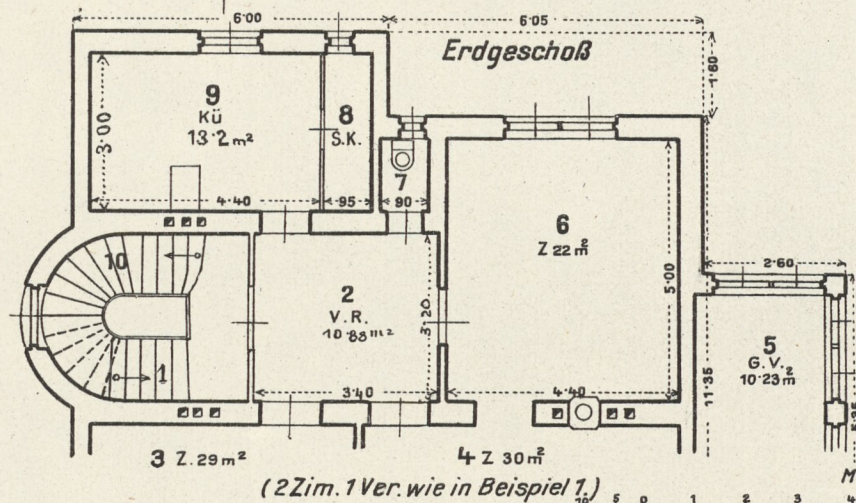 6·00
6·05
Erdgeschoß
1·60
9
Kü
13·2 m²
8
S.K.
3·00
7
4·40
·95
90
6
Z 22 m²
5·00
2·60
10
2
V.R.
10·88 m²
3·20
5
G.V.
10·23 m²
11·35
1
3·40
4·40
3 Z. 29 m²
4 Z 30 m²
(2 Zim. 1 Ver. wie in Beispiel 1.)
M
5 0 1 2 3